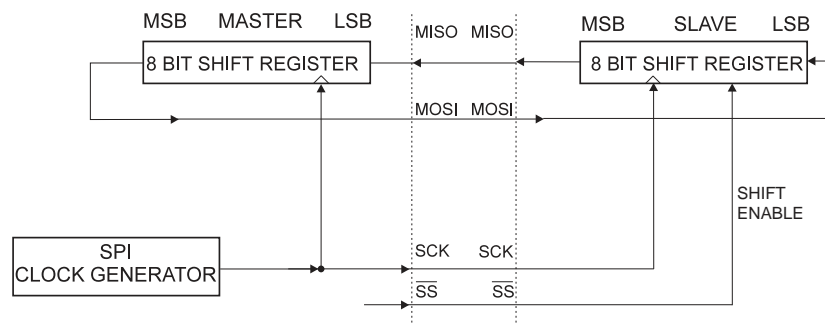 MSB MASTER LSB MISO MISO MSB SLAVE LSB
8 BIT SHIFT REGISTER 8 BIT SHIFT REGISTER
MOSI MOSI
SHIFT
ENABLE
SPI SCK SCK
CLOCK GENERATOR
SS SS